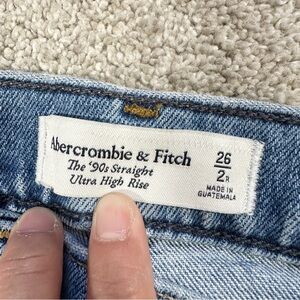 Abercrombie & Fitch
The '90s Straight
Ultra High Rise
26
2R
MADE IN
GUATEMALA